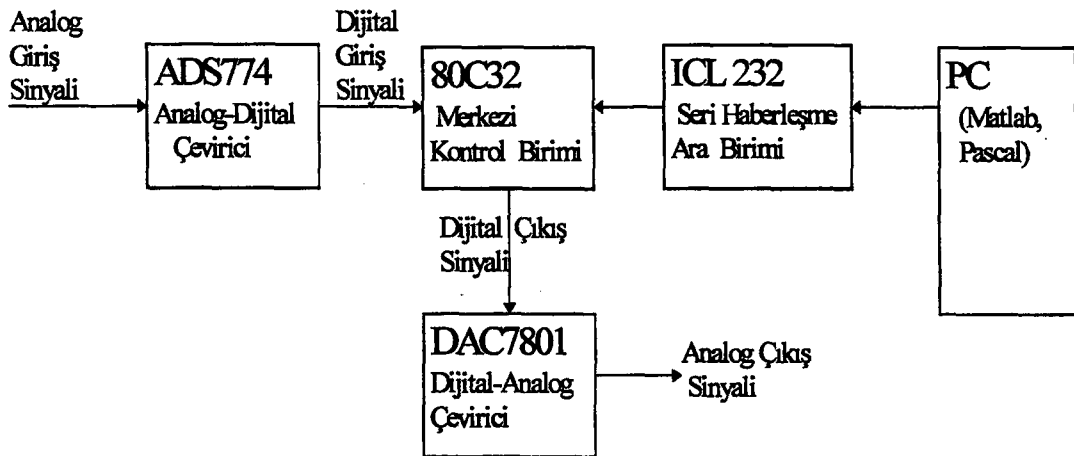 Analog
Giriş
Sinyali
ADS774
Analog-Dijital
Çevirici
Dijital
Giriş
Sinyali
80C32
Merkezi
Kontrol Birimi
ICL 232
Seri Haberleşme
Ara Birimi
PC
(Matlab,
Pascal)
Dijital Çıkış
Sinyali
DAC7801
Dijital-Analog
Çevirici
Analog Çıkış
Sinyali